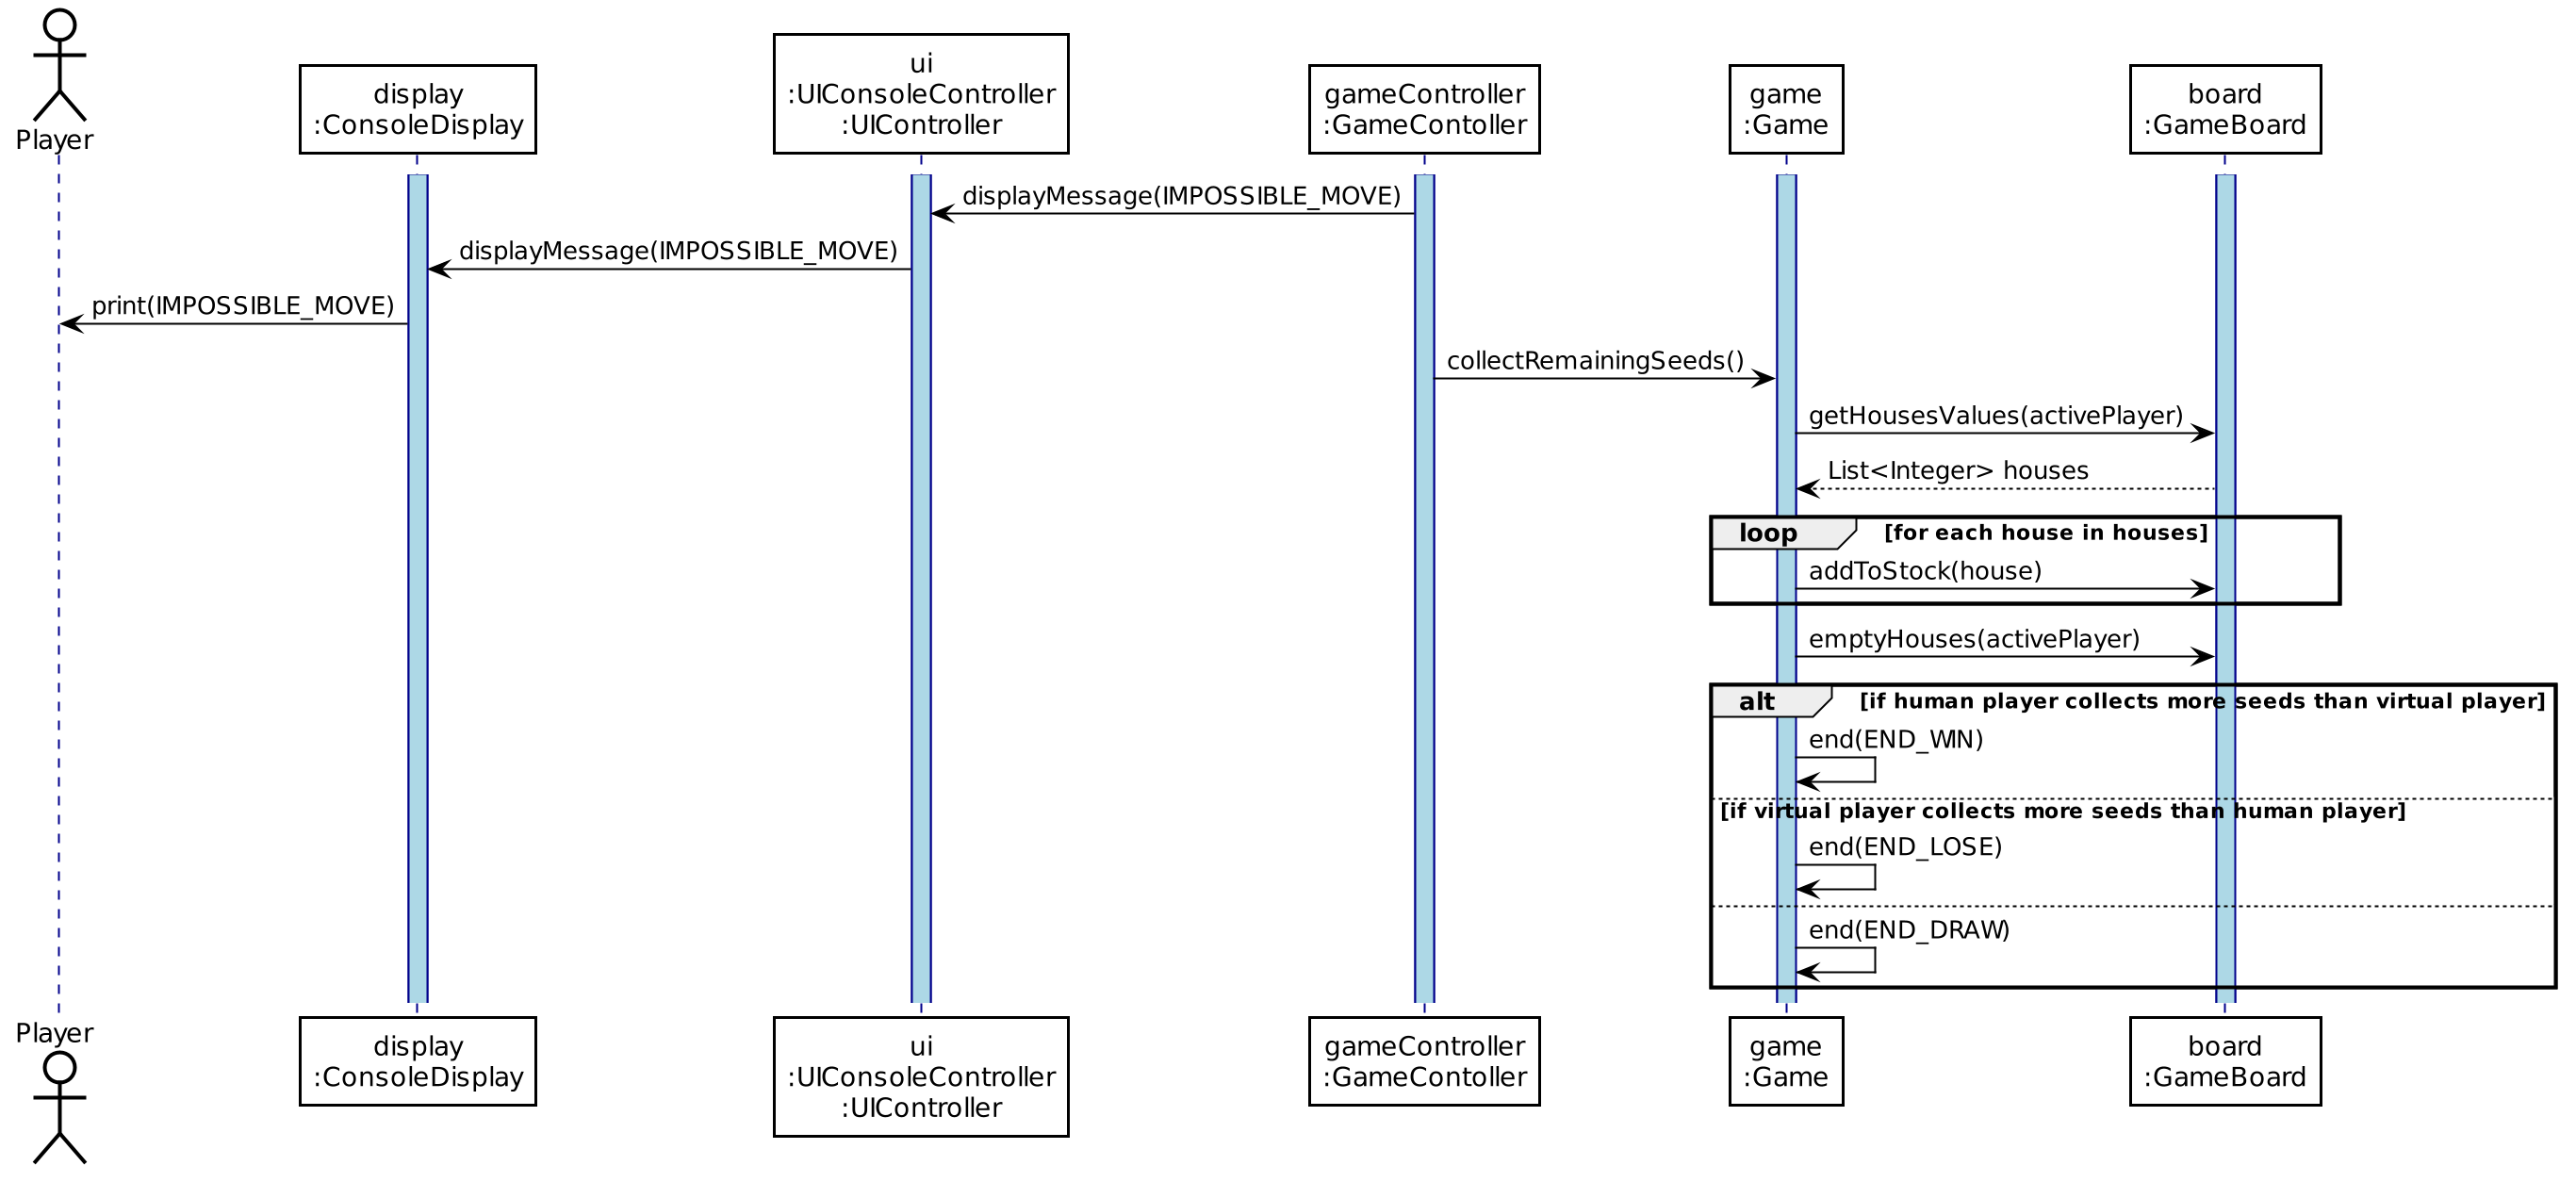 Player
display
:ConsoleDisplay
ui
:UIConsoleController
:UIController
gameController
:GameContoller
game
:Game
board
:GameBoard
displayMessage(IMPOSSIBLE_MOVE)
displayMessage(IMPOSSIBLE_MOVE)
print(IMPOSSIBLE_MOVE)
collectRemainingSeeds()
getHousesValues(activePlayer)
List<Integer> houses
loop [for each house in houses]
addToStock(house)
emptyHouses(activePlayer)
alt [if human player collects more seeds than virtual player]
end(END_WIN)
[if virtual player collects more seeds than human player]
end(END_LOSE)
end(END_DRAW)
Player
display
:ConsoleDisplay
ui
:UIConsoleController
:UIController
gameController
:GameContoller
game
:Game
board
:GameBoard